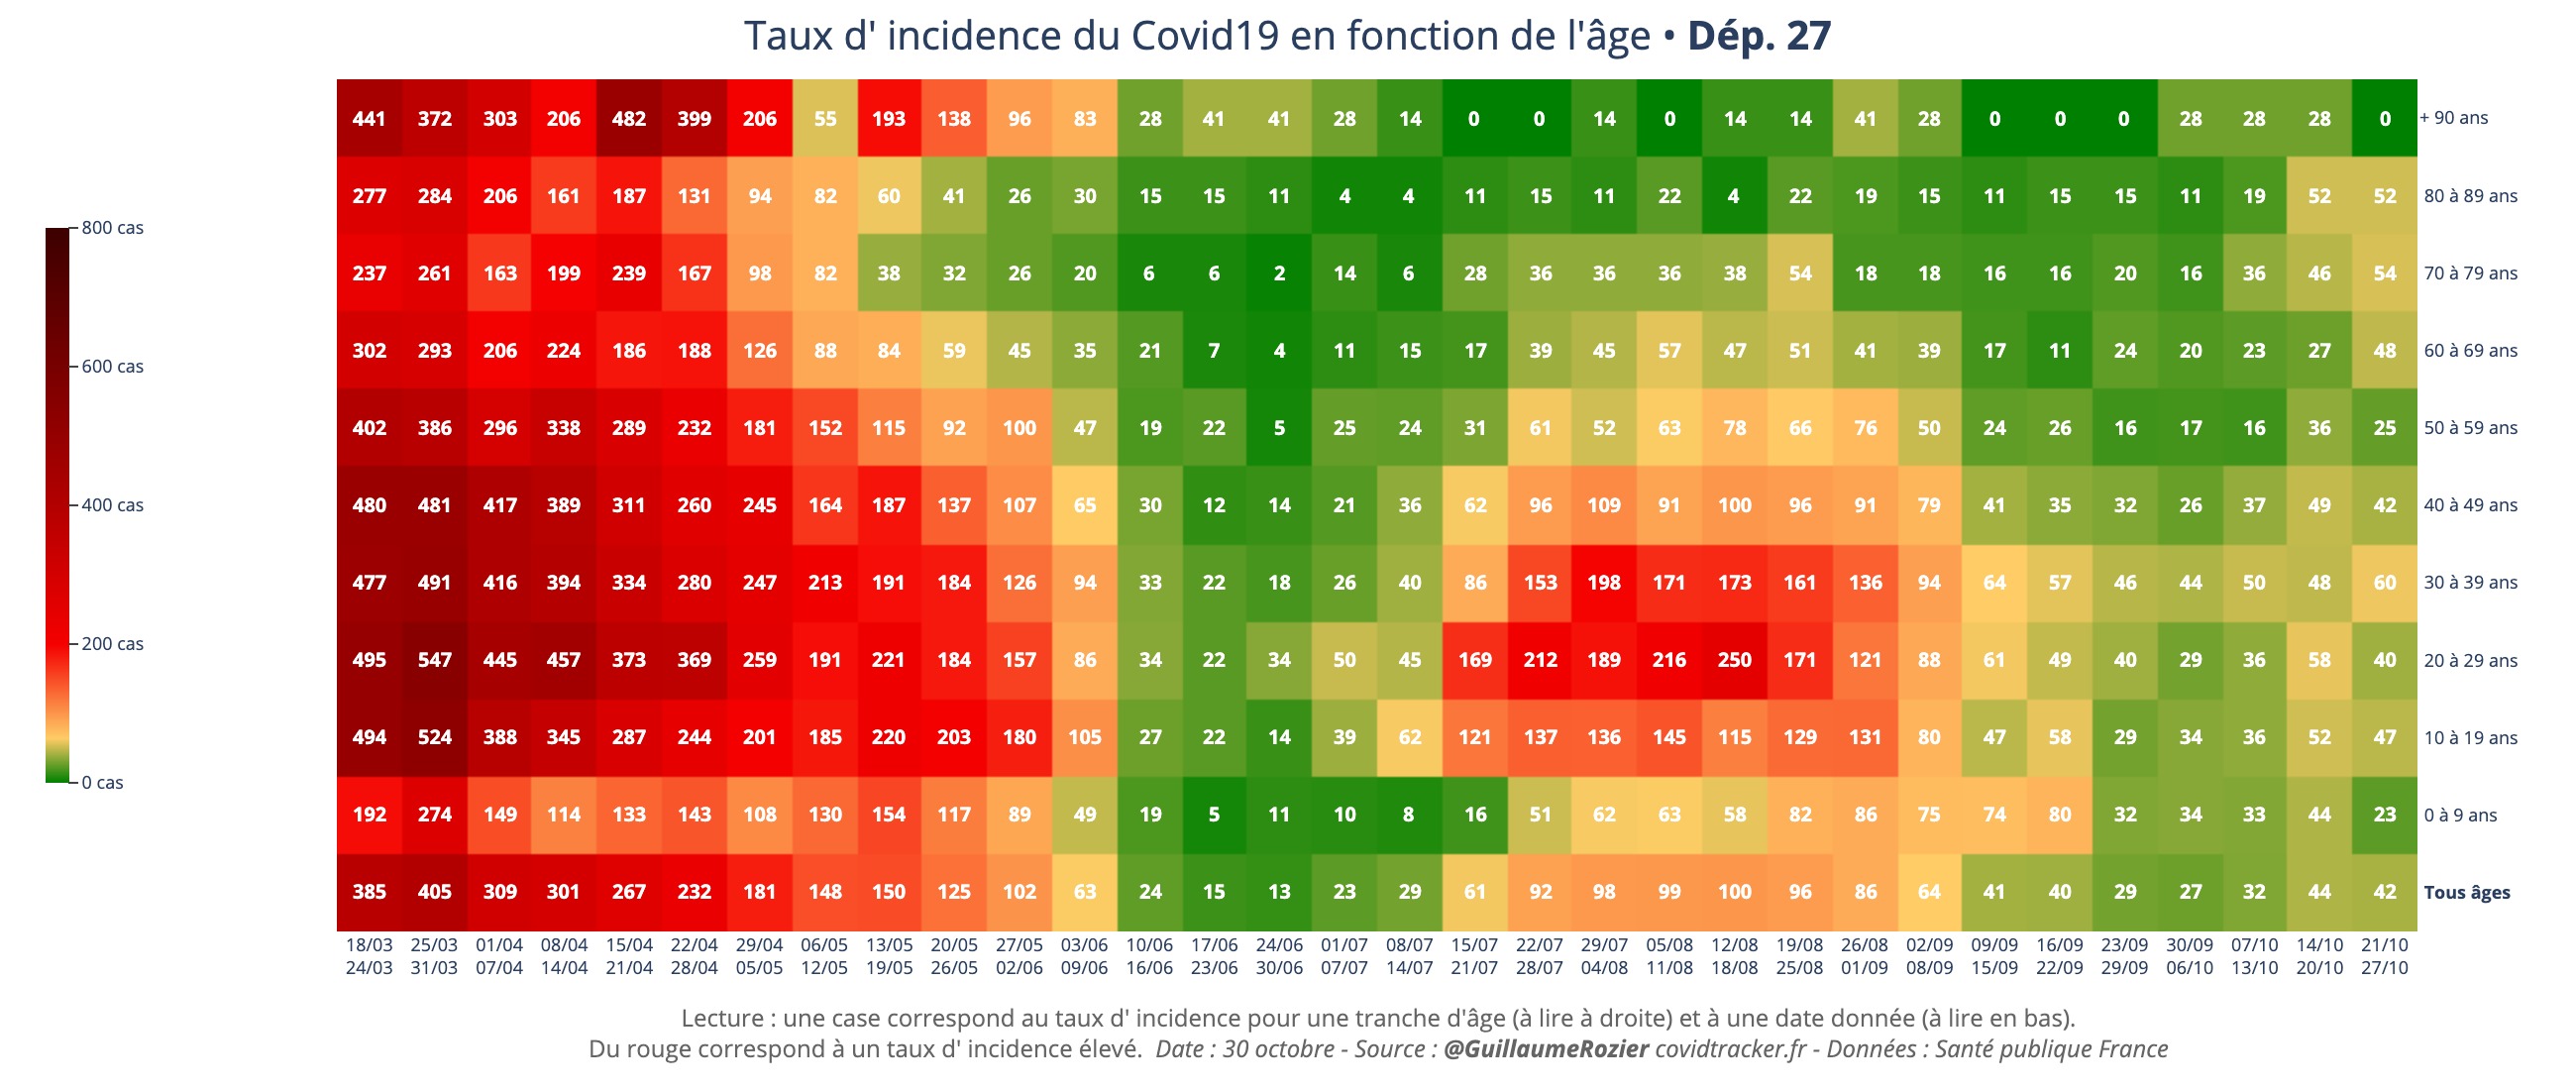 Taux d' incidence du Covid19 en fonction de l'âge • Dép. 27
441 372 303 206 482 399 206 55 193 138 96 83 28 41 41 28 14 0 0 14 0 14 14 41 28 0 0 0 28 28 28 0 + 90 ans
277 284 206 161 187 131 94 82 60 41 26 30 15 15 11 4 4 11 15 11 22 4 22 19 15 11 15 15 11 19 52 52 80 à 89 ans
800 cas
237 261 163 199 239 167 98 82 38 32 26 20 6 6 2 14 6 28 36 36 36 38 54 18 18 16 16 20 16 36 46 54 70 à 79 ans
302 293 206 224 186 188 126 88 84 59 45 35 21 7 4 11 15 17 39 45 57 47 51 41 39 17 11 24 20 23 27 48 60 à 69 ans
600 cas
402 386 296 338 289 232 181 152 115 92 100 47 19 22 5 25 24 31 61 52 63 78 66 76 50 24 26 16 17 16 36 25 50 à 59 ans
400 cas
480 481 417 389 311 260 245 164 187 137 107 65 30 12 14 21 36 62 96 109 91 100 96 91 79 41 35 32 26 37 49 42 40 à 49 ans
477 491 416 394 334 280 247 213 191 184 126 94 33 22 18 26 40 86 153 198 171 173 161 136 94 64 57 46 44 50 48 60 30 à 39 ans
200 cas
495 547 445 457 373 369 259 191 221 184 157 86 34 22 34 50 45 169 212 189 216 250 171 121 88 61 49 40 29 36 58 40 20 à 29 ans
494 524 388 345 287 244 201 185 220 203 180 105 27 22 14 39 62 121 137 136 145 115 129 131 80 47 58 29 34 36 52 47 10 à 19 ans
0 cas
192 274 149 114 133 143 108 130 154 117 89 49 19 5 11 10 8 16 51 62 63 58 82 86 75 74 80 32 34 33 44 23 0 à 9 ans
385 405 309 301 267 232 181 148 150 125 102 63 24 15 13 23 29 61 92 98 99 100 96 86 64 41 40 29 27 32 44 42 Tous âges
18/03 25/03 01/04 08/04 15/04 22/04 29/04 06/05 13/05 20/05 27/05 03/06 10/06 17/06 24/06 01/07 08/07 15/07 22/07 29/07 05/08 12/08 19/08 26/08 02/09 09/09 16/09 23/09 30/09 07/10 14/10 21/10
24/03 31/03 07/04 14/04 21/04 28/04 05/05 12/05 19/05 26/05 02/06 09/06 16/06 23/06 30/06 07/07 14/07 21/07 28/07 04/08 11/08 18/08 25/08 01/09 08/09 15/09 22/09 29/09 06/10 13/10 20/10 27/10
Lecture : une case correspond au taux d' incidence pour une tranche d'âge (à lire à droite) et à une date donnée (à lire en bas).
Du rouge correspond à un taux d' incidence élevé. Date : 30 octobre - Source : @GuillaumeRozier covidtracker.fr - Données : Santé publique France